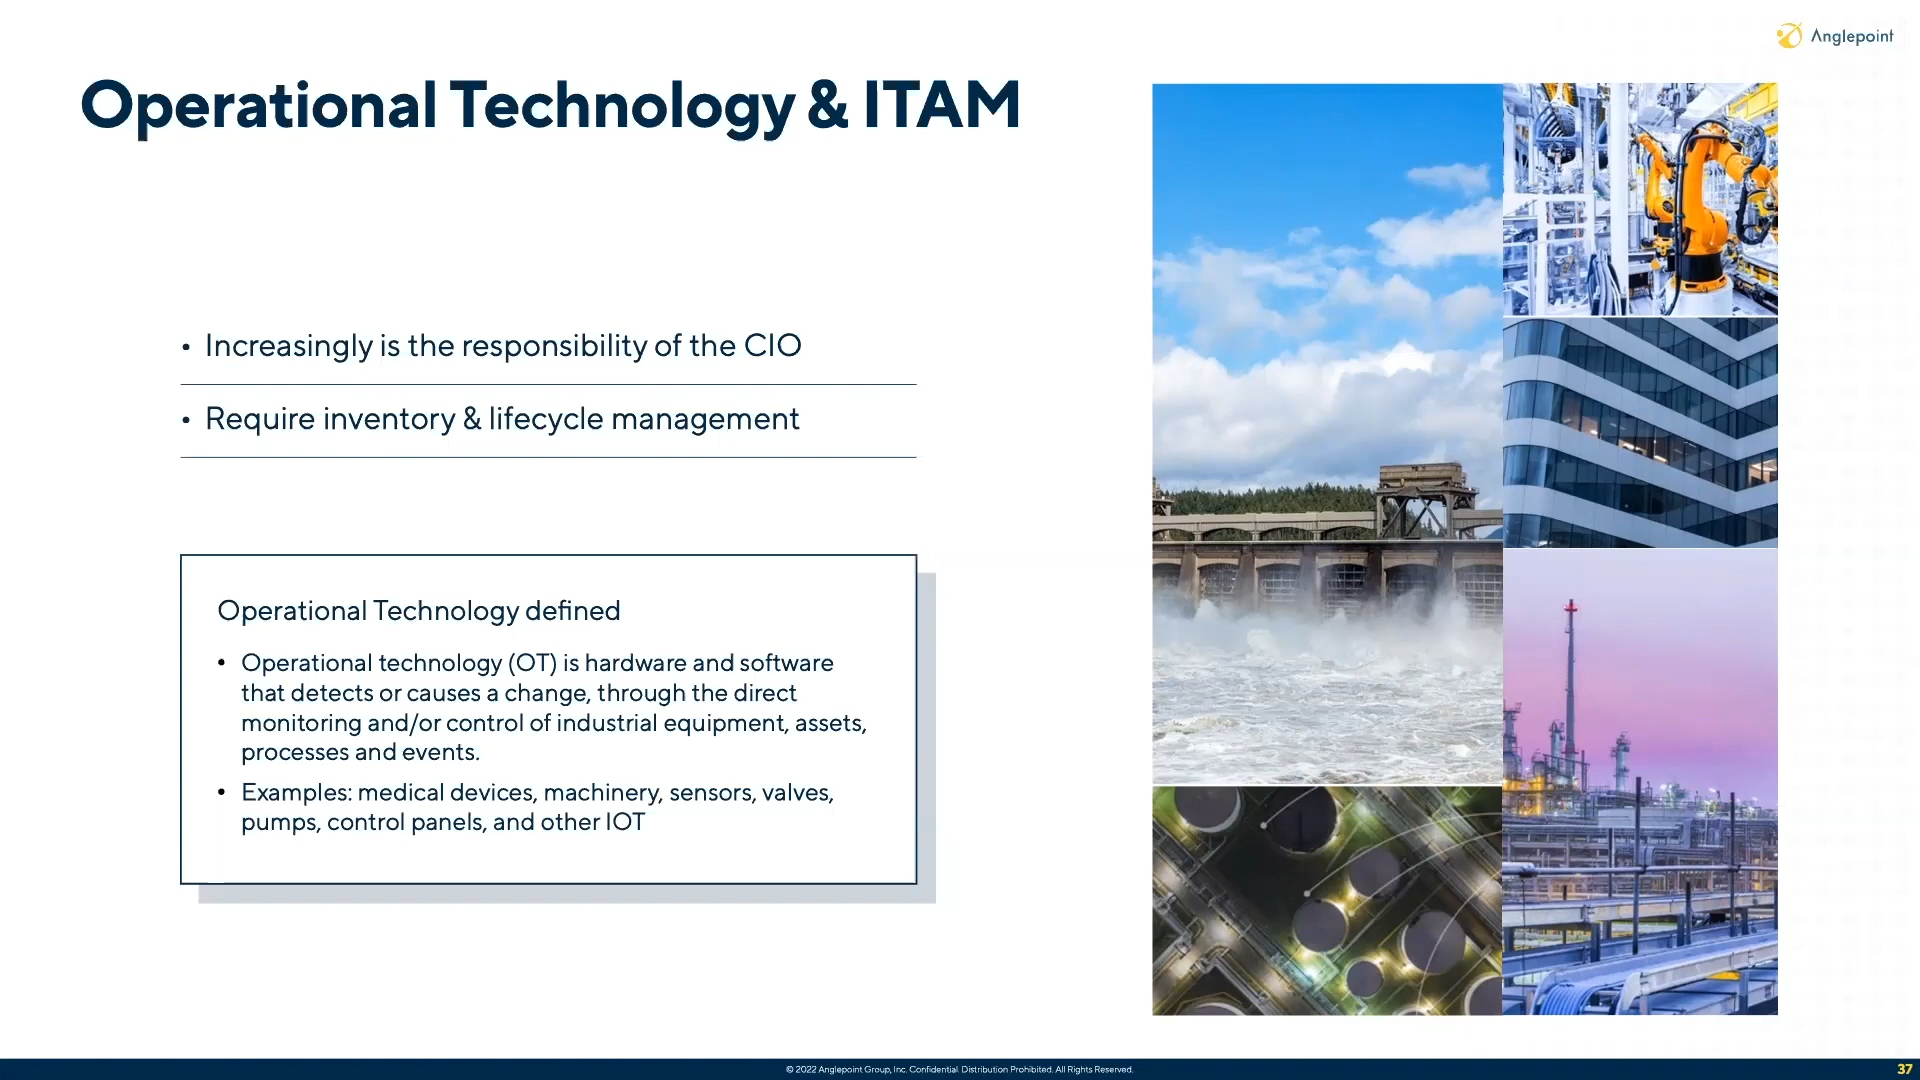 Anglepoint
Operational Technology & ITAM
• Increasingly is the responsibility of the CIO
• Require inventory & lifecycle management
Operational Technology defined
• Operational technology (OT) is hardware and software
that detects or causes a change, through the direct
monitoring and/or control of industrial equipment, assets,
processes and events.
• Examples: medical devices, machinery, sensors, valves,
pumps, control panels, and other IOT
© 2022 Anglepoint Group, Inc. Confidential. Distribution Prohibited. All Rights Reserved.
37